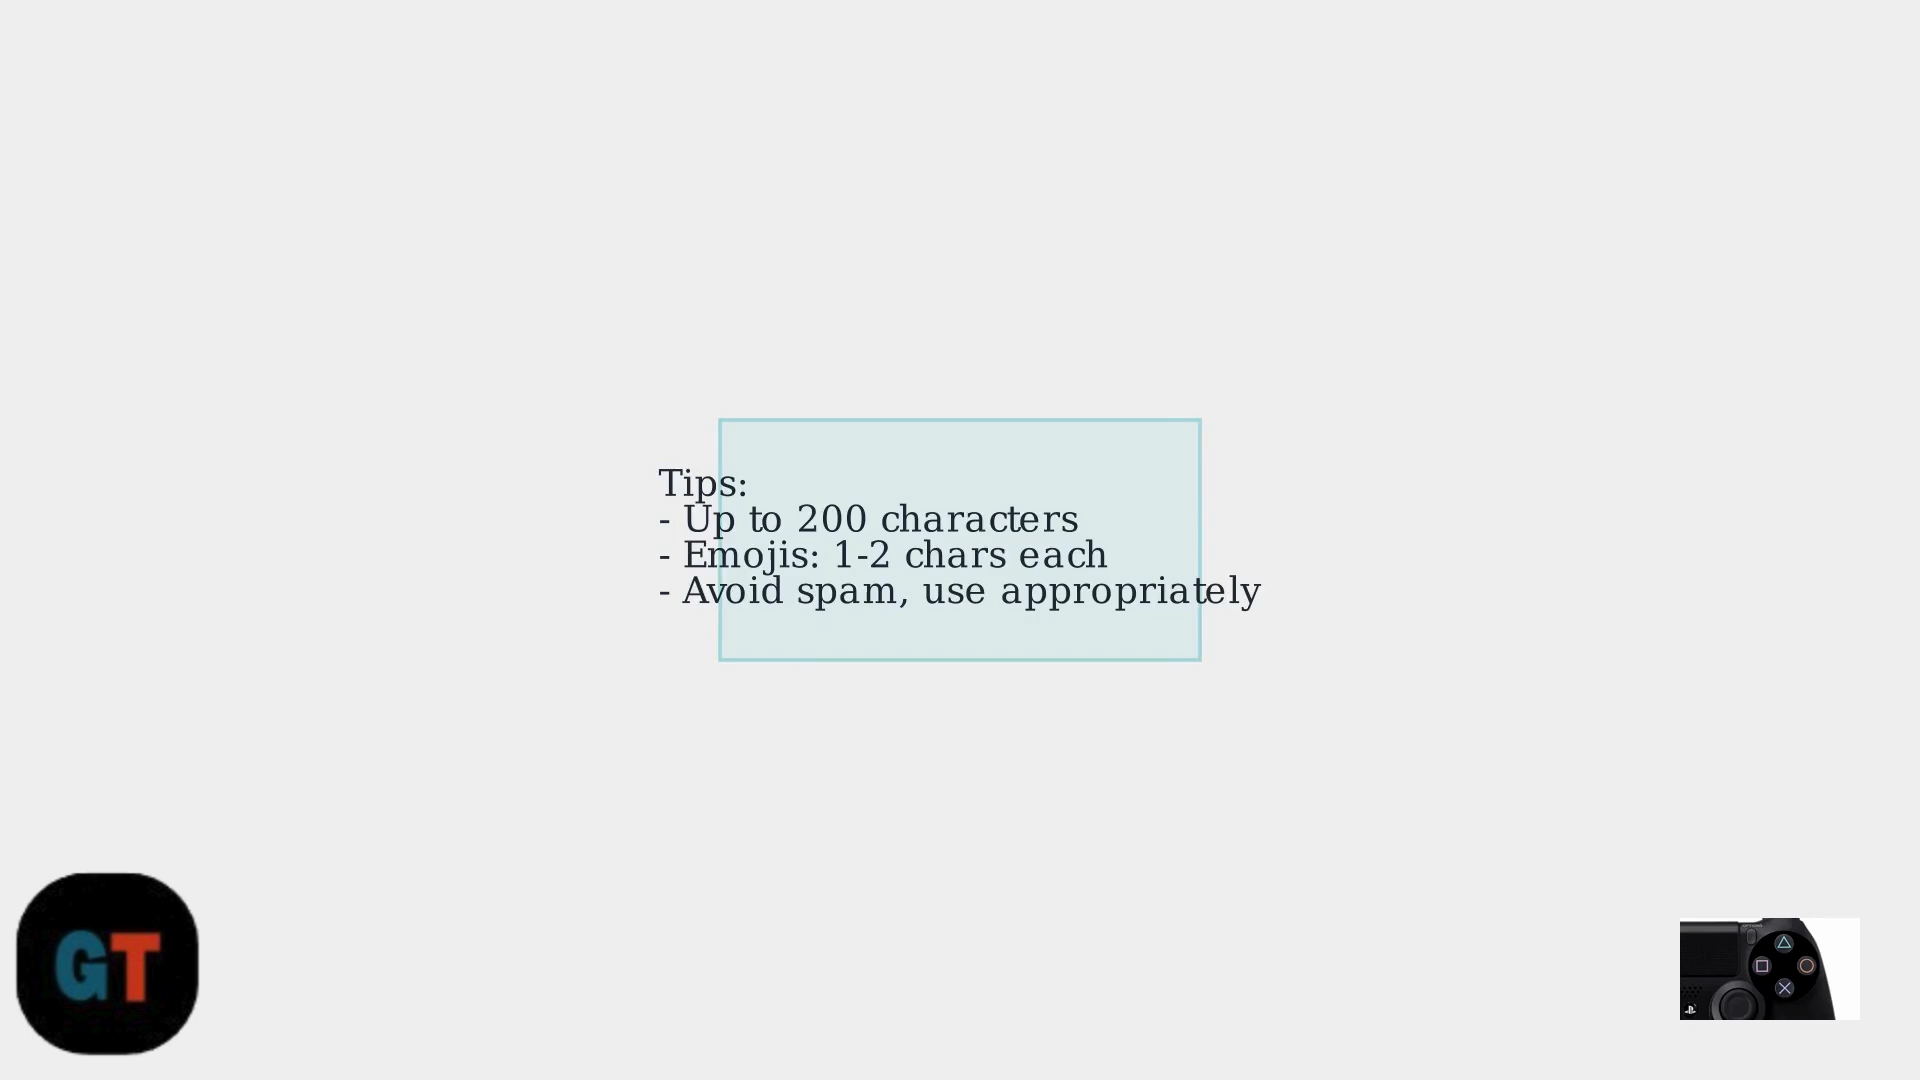 Tips:
- Up to 200 characters
- Emojis: 1-2 chars each
- Avoid spam, use appropriately
GT